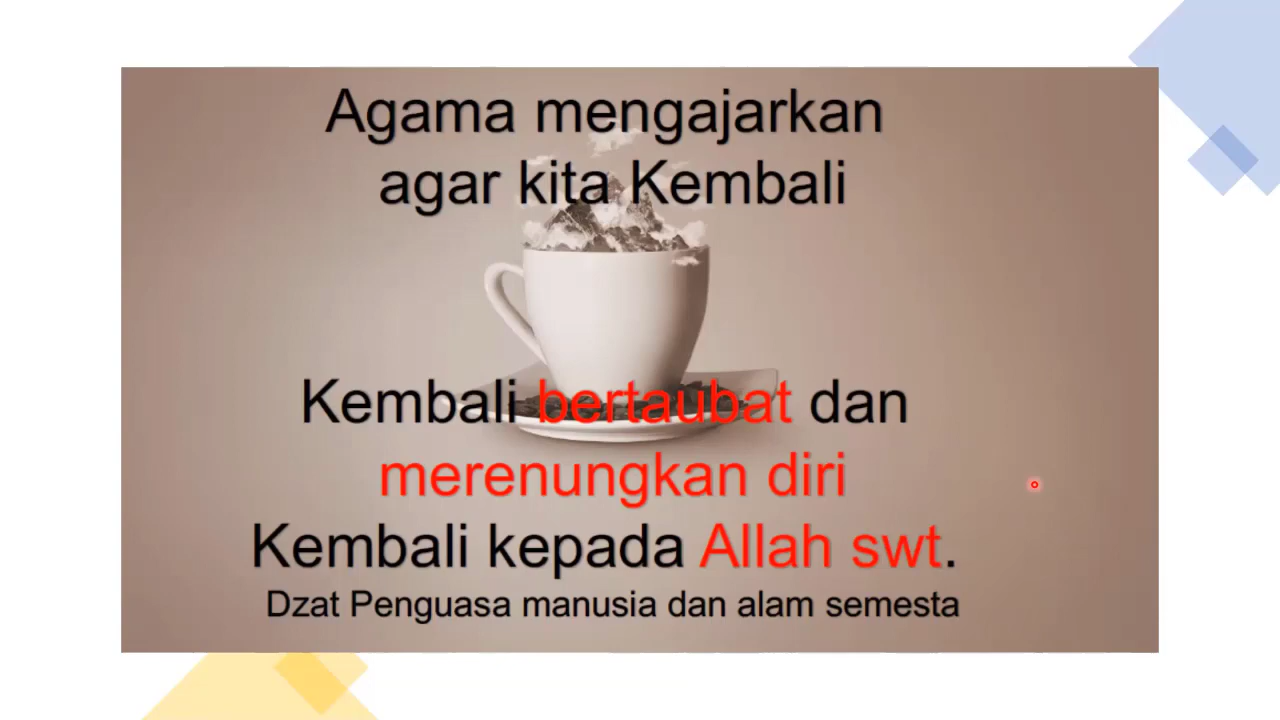 Agama mengajarkan
agar kita Kembali
Kembali bertaubat dan
merenungkan diri
Kembali kepada Allah swt.
Dzat Penguasa manusia dan alam semesta